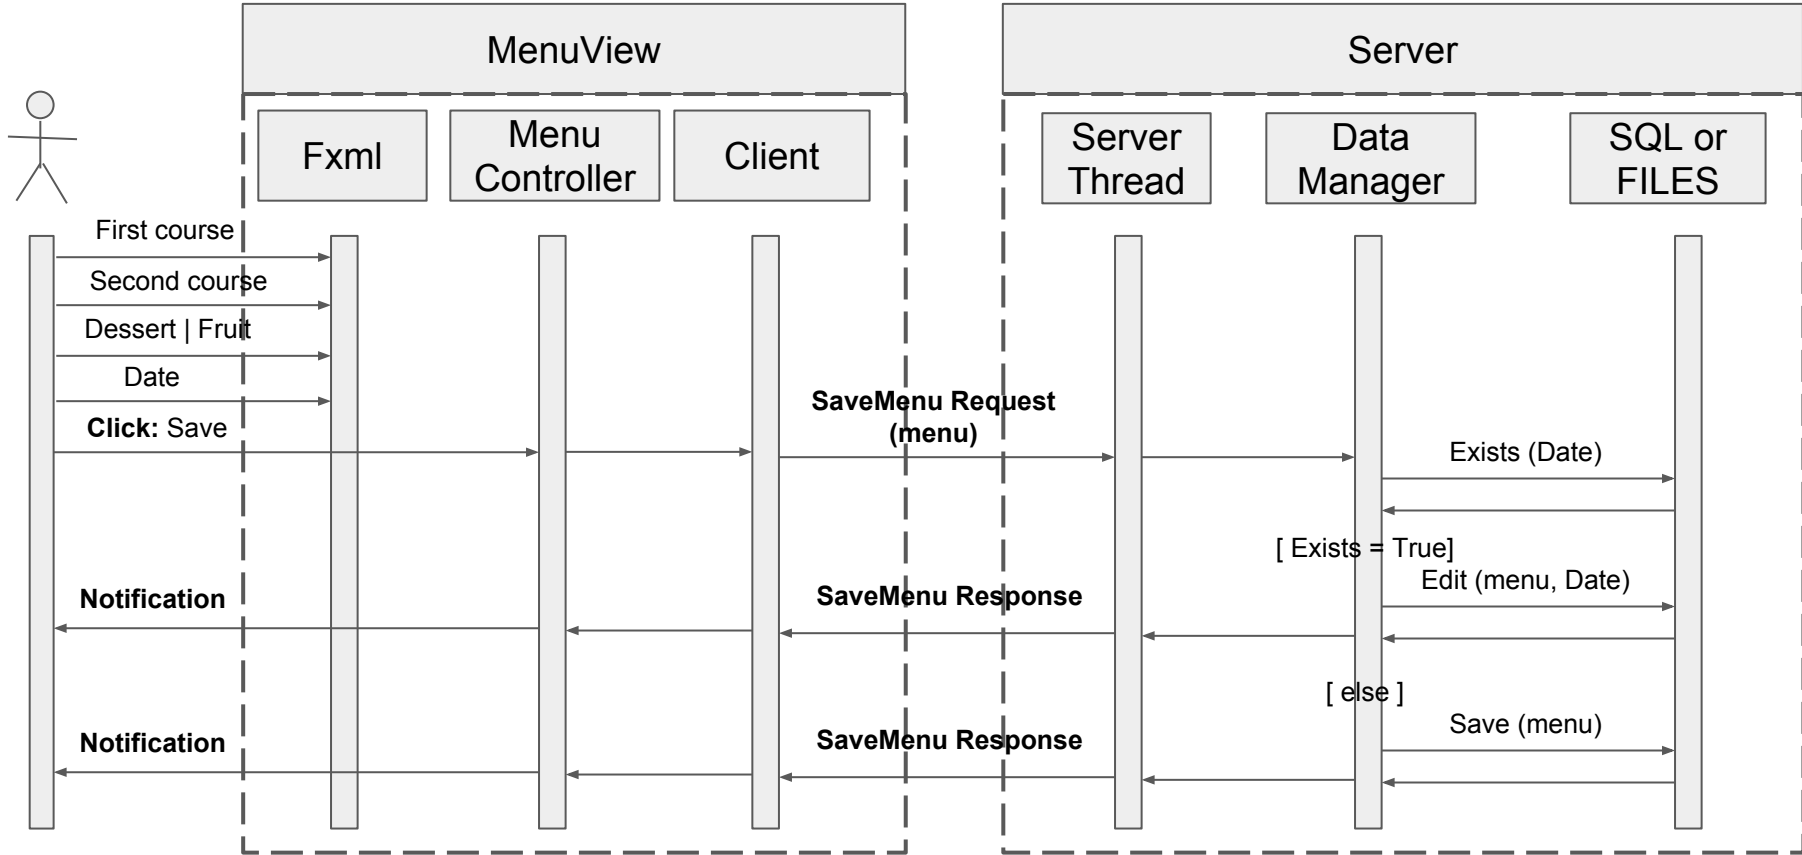 MenuView
Server
Fxml
Menu
Controller
Client
Server
Thread
Data
Manager
SQL or
FILES
First course
Second course
Dessert | Fruit
Date
Click: Save
SaveMenu Request
(menu)
Exists (Date)
[ Exists = True]
Edit (menu, Date)
Notification
SaveMenu Response
[ else ]
Save (menu)
Notification
SaveMenu Response